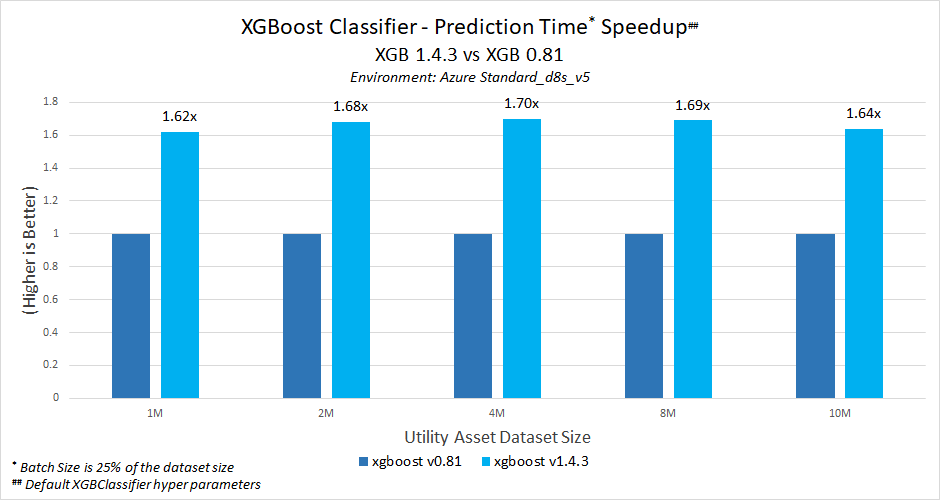 XGBoost Classifier - Prediction Time* Speedup##
XGB 1.4.3 vs XGB 0.81
Environment: Azure Standard_d8s_v5
(Higher is Better)
1.8
1.6
1.4
1.2
1
0.8
0.6
0.4
0.2
0
1.62x
1.68x
1.70x
1.69x
1.64x
1M
2M
4M
8M
10M
Utility Asset Dataset Size
xgboost v0.81
xgboost v1.4.3
* Batch Size is 25% of the dataset size
## Default XGBClassifier hyper parameters